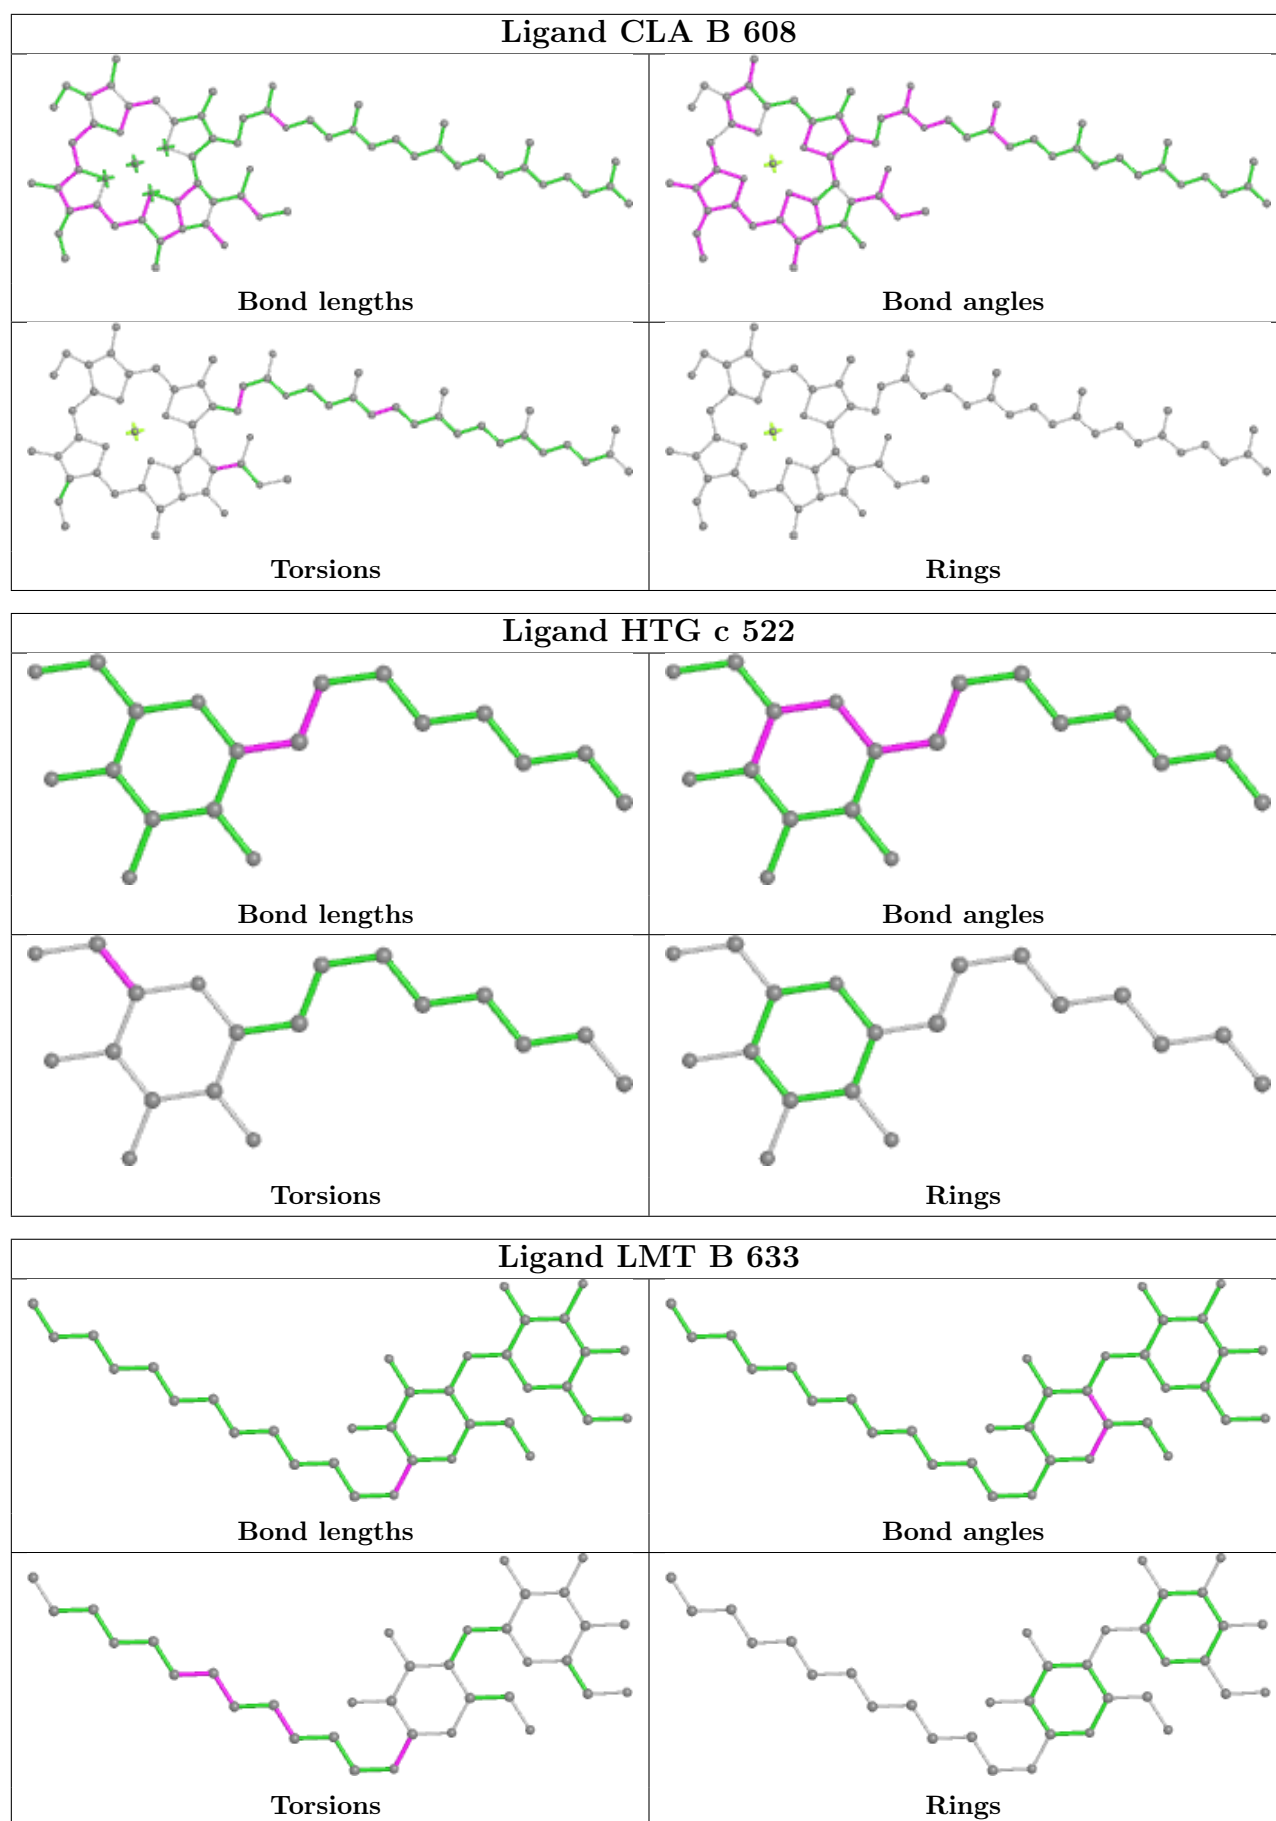 Ligand CLA B 608
Bond lengths
Bond angles
Torsions
Rings
Ligand HTG c 522
Bond lengths
Bond angles
Torsions
Rings
Ligand LMT B 633
Bond lengths
Bond angles
Torsions
Rings